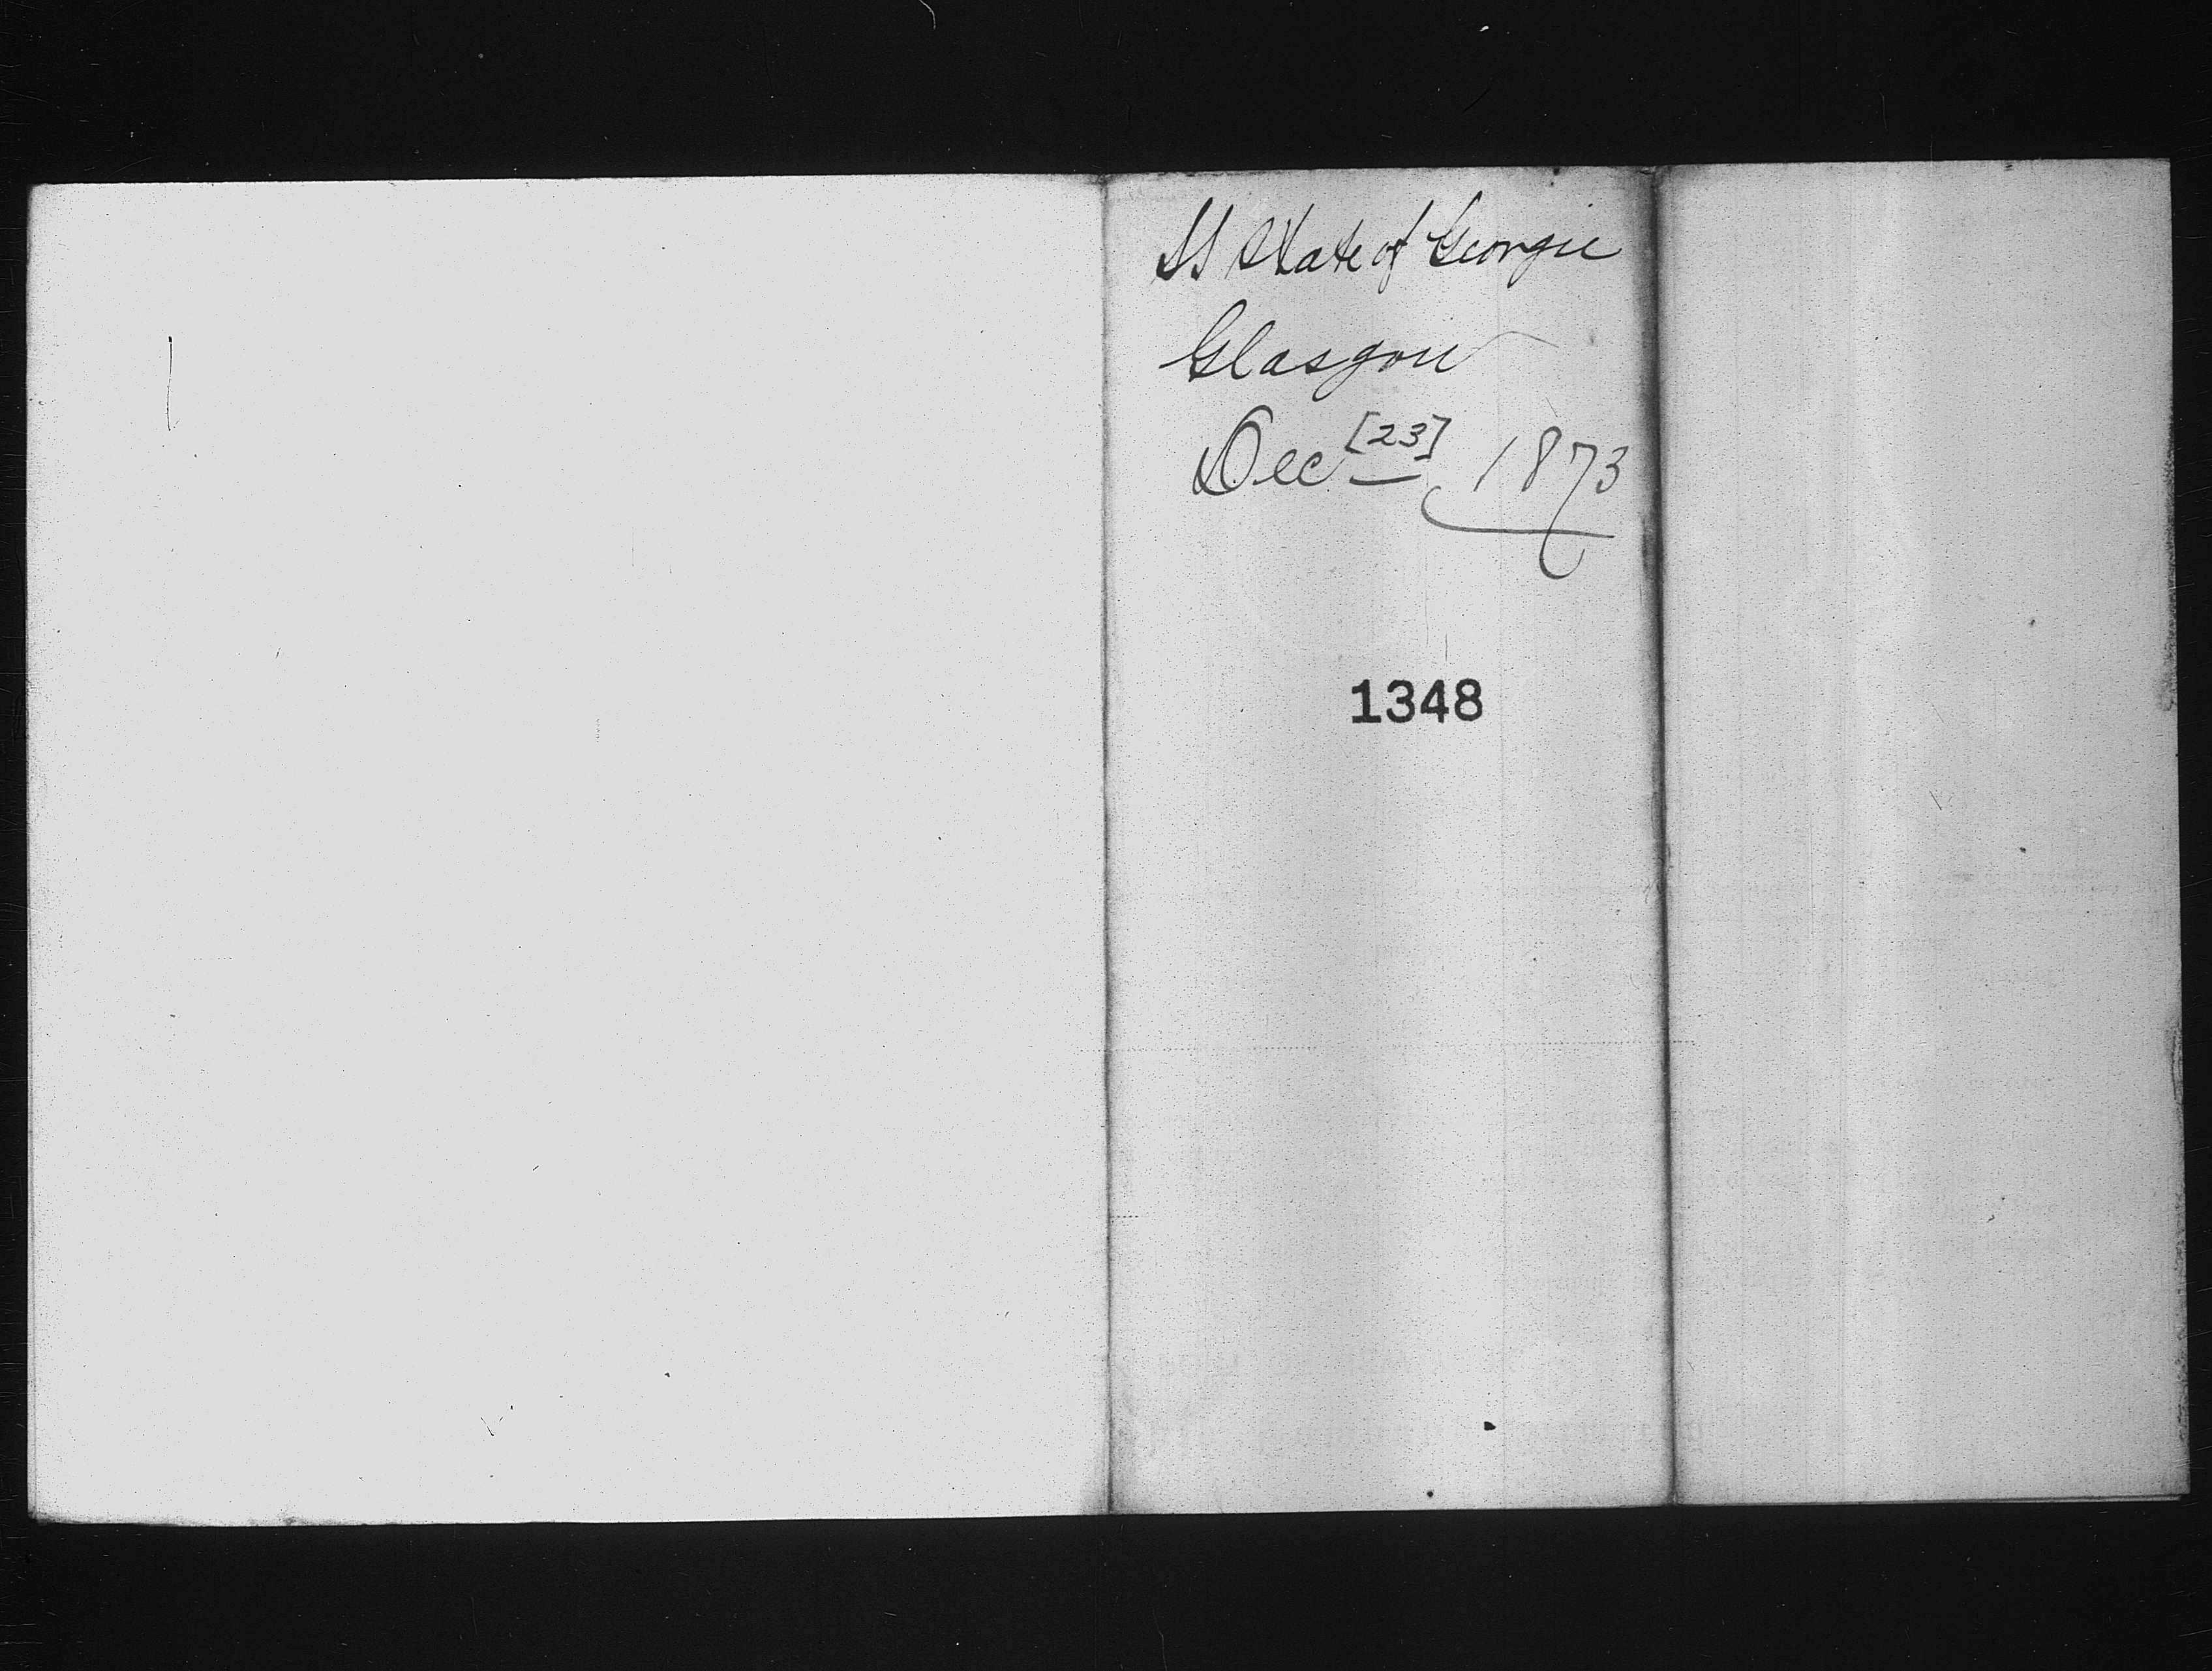 SS State of Georgia
Glasgow
Dec [23] 1873
1348